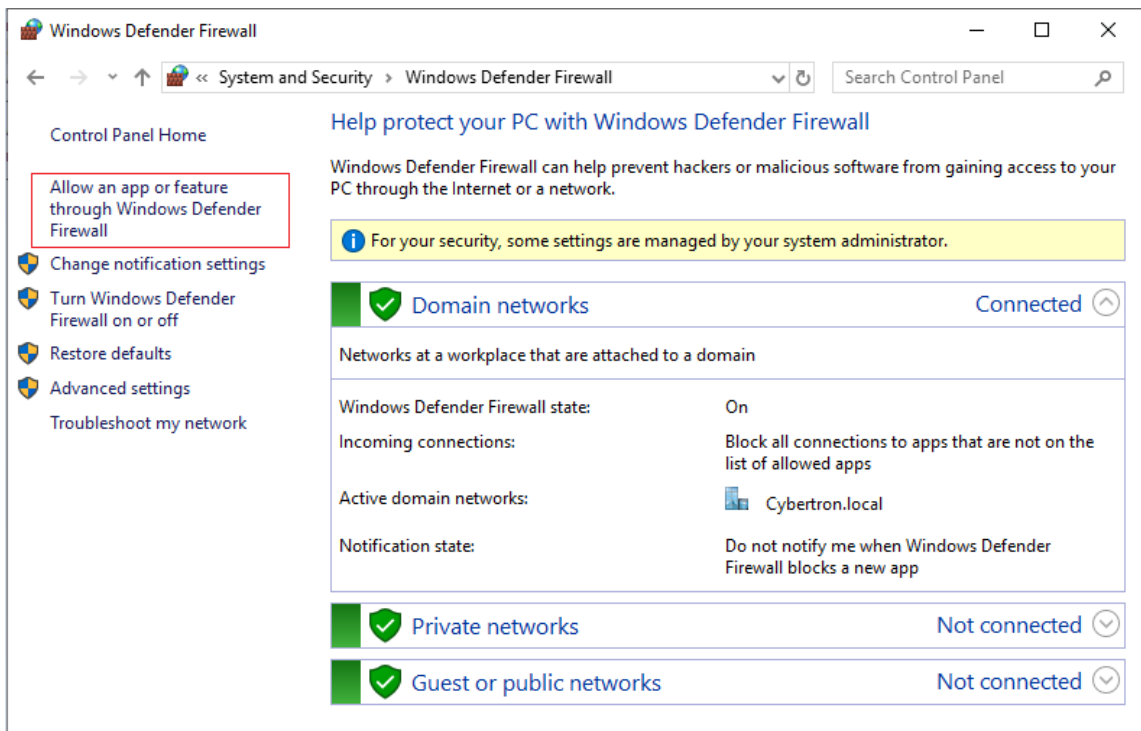 Windows Defender Firewall
« System and Security > Windows Defender Firewall
Search Control Panel
Control Panel Home
Allow an app or feature
through Windows Defender
Firewall
Change notification settings
Turn Windows Defender
Firewall on or off
Restore defaults
Advanced settings
Troubleshoot my network
Help protect your PC with Windows Defender Firewall
Windows Defender Firewall can help prevent hackers or malicious software from gaining access to your
PC through the Internet or a network.
For your security, some settings are managed by your system administrator.
Domain networks Connected
Networks at a workplace that are attached to a domain
Windows Defender Firewall state: On
Incoming connections: Block all connections to apps that are not on the
list of allowed apps
Active domain networks: Cybertron.local
Notification state: Do not notify me when Windows Defender
Firewall blocks a new app
Private networks Not connected
Guest or public networks Not connected